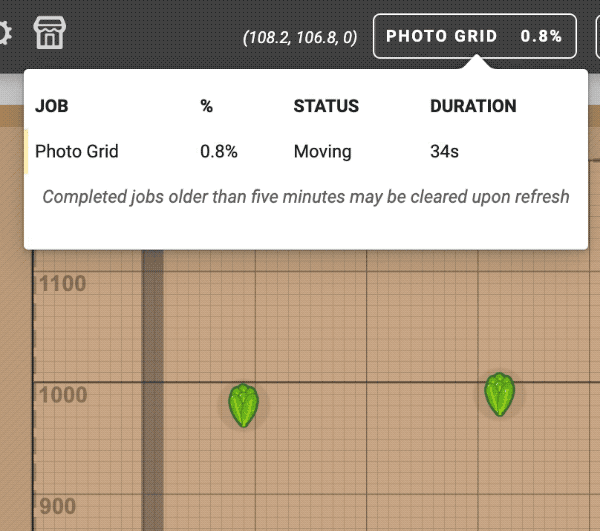 (108.2, 106.8, 0) PHOTO GRID 0.8%
JOB % STATUS DURATION
Photo Grid 0.8% Moving 34s
Completed jobs older than five minutes may be cleared upon refresh
1100
1000
900